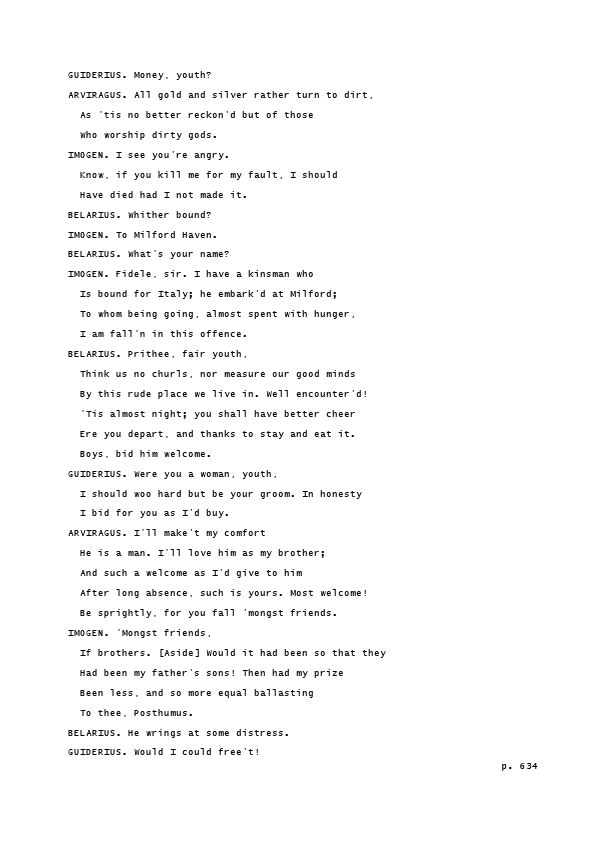 GUIDERIUS. Money, youth?
ARVIRAGUS. All gold and silver rather turn to dirt,
As 'tis no better reckon'd but of those
Who worship dirty gods.
IMOGEN. I see you're angry.
Know, if you kill me for my fault, I should
Have died had I not made it.
BELARIUS. Whither bound?
IMOGEN. To Milford Haven.
BELARIUS. What's your name?
IMOGEN. Fidele, sir. I have a kinsman who
Is bound for Italy; he embark'd at Milford;
To whom being going, almost spent with hunger,
I am fall'n in this offence.
BELARIUS. Prithee, fair youth,
Think us no churls, nor measure our good minds
By this rude place we live in. Well encounter'd!
'Tis almost night; you shall have better cheer
Ere you depart, and thanks to stay and eat it.
Boys, bid him welcome.
GUIDERIUS. Were you a woman, youth,
I should woo hard but be your groom. In honesty
I bid for you as I'd buy.
ARVIRAGUS. I'll make't my comfort
He is a man. I'll love him as my brother;
And such a welcome as I'd give to him
After long absence, such is yours. Most welcome!
Be sprightly, for you fall 'mongst friends.
IMOGEN. 'Mongst friends,
If brothers. [Aside] Would it had been so that they
Had been my father's sons! Then had my prize
Been less, and so more equal ballasting
To thee, Posthumus.
BELARIUS. He wrings at some distress.
GUIDERIUS. Would I could free't!
p. 634